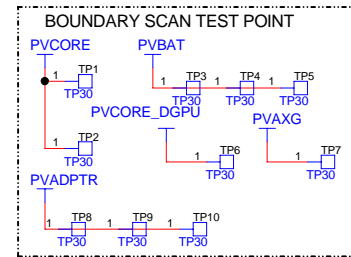 BOUNDARY SCAN TEST POINT
PVCORE PVBAT
1 TP1 1 TP3 1 TP4 1 TP5
TP30 TP30 TP30 TP30
PVCORE_DGPU PVAXG
1 TP2 1 TP6 1 TP7
TP30 TP30 TP30
PVADPTR
1 TP8 1 TP9 1 TP10
TP30 TP30 TP30